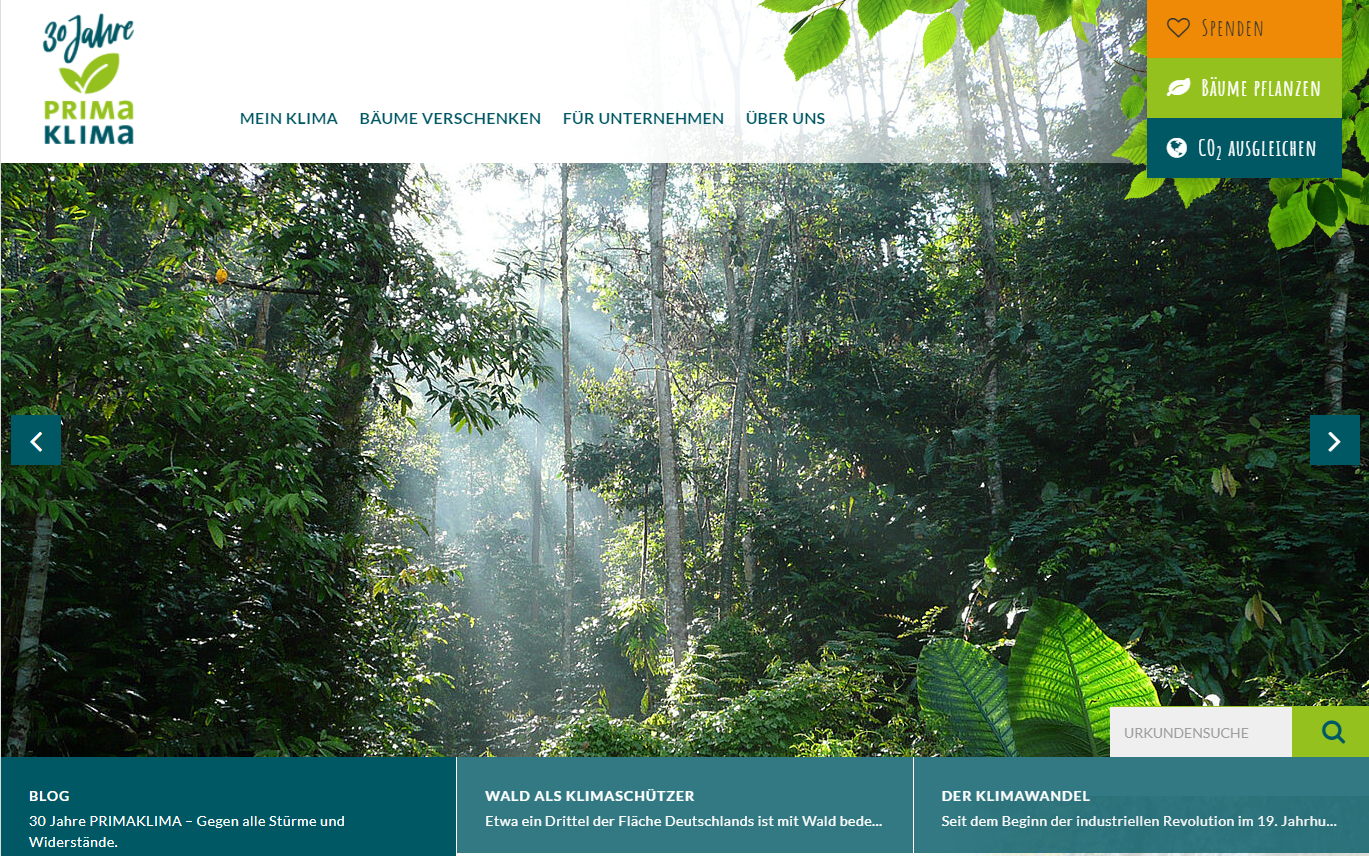 30 Jahre
PRIMA
KLIMA
MEIN KLIMA BÄUME VERSCHENKEN FÜR UNTERNEHMEN ÜBER UNS
SPENDEN
BÄUME PFLANZEN
CO₂ AUSGLEICHEN
URKUNDENSUCHE
BLOG
30 Jahre PRIMAKLIMA – Gegen alle Stürme und
Widerstände.
WALD ALS KLIMASCHÜTZER
Etwa ein Drittel der Fläche Deutschlands ist mit Wald bede...
DER KLIMAWANDEL
Seit dem Beginn der industriellen Revolution im 19. Jahrhu...